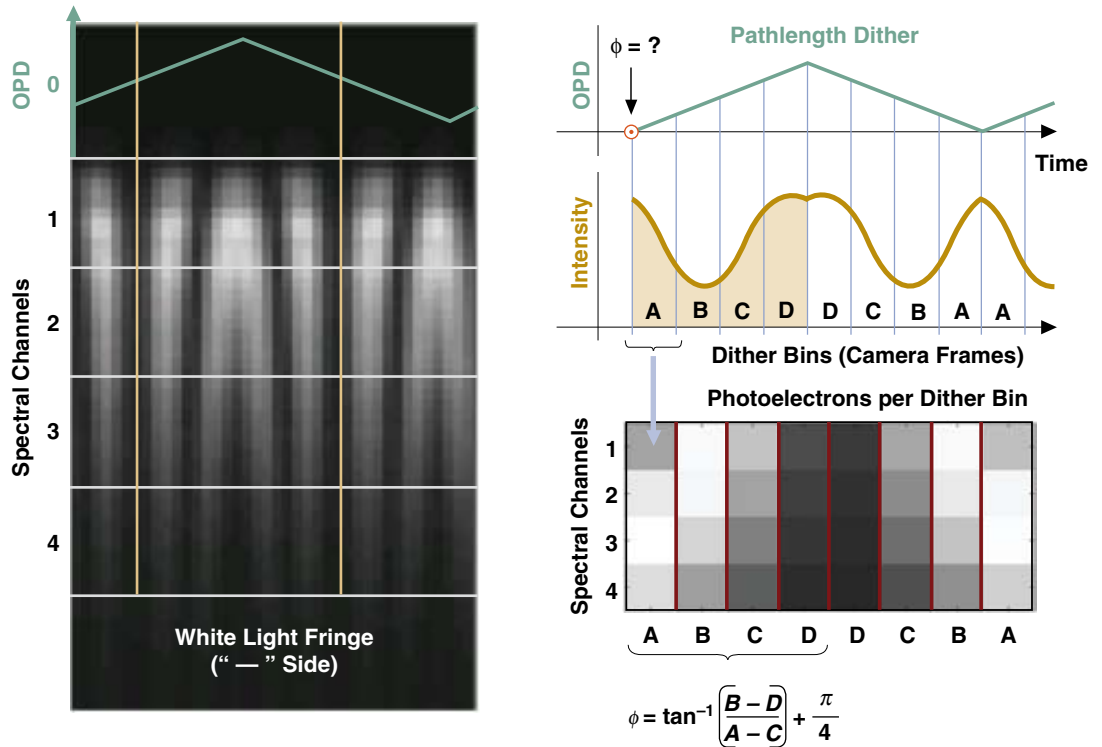 OPD
0
Spectral Channels
1
2
3
4
White Light Fringe
(“ — ” Side)
ϕ = ?
Pathlength Dither
OPD
Time
Intensity
A B C D D C B A A
Dither Bins (Camera Frames)
Photoelectrons per Dither Bin
Spectral Channels
1
2
3
4
A B C D D C B A
ϕ = tan⁻¹ [(B – D)/(A – C)] + π/4